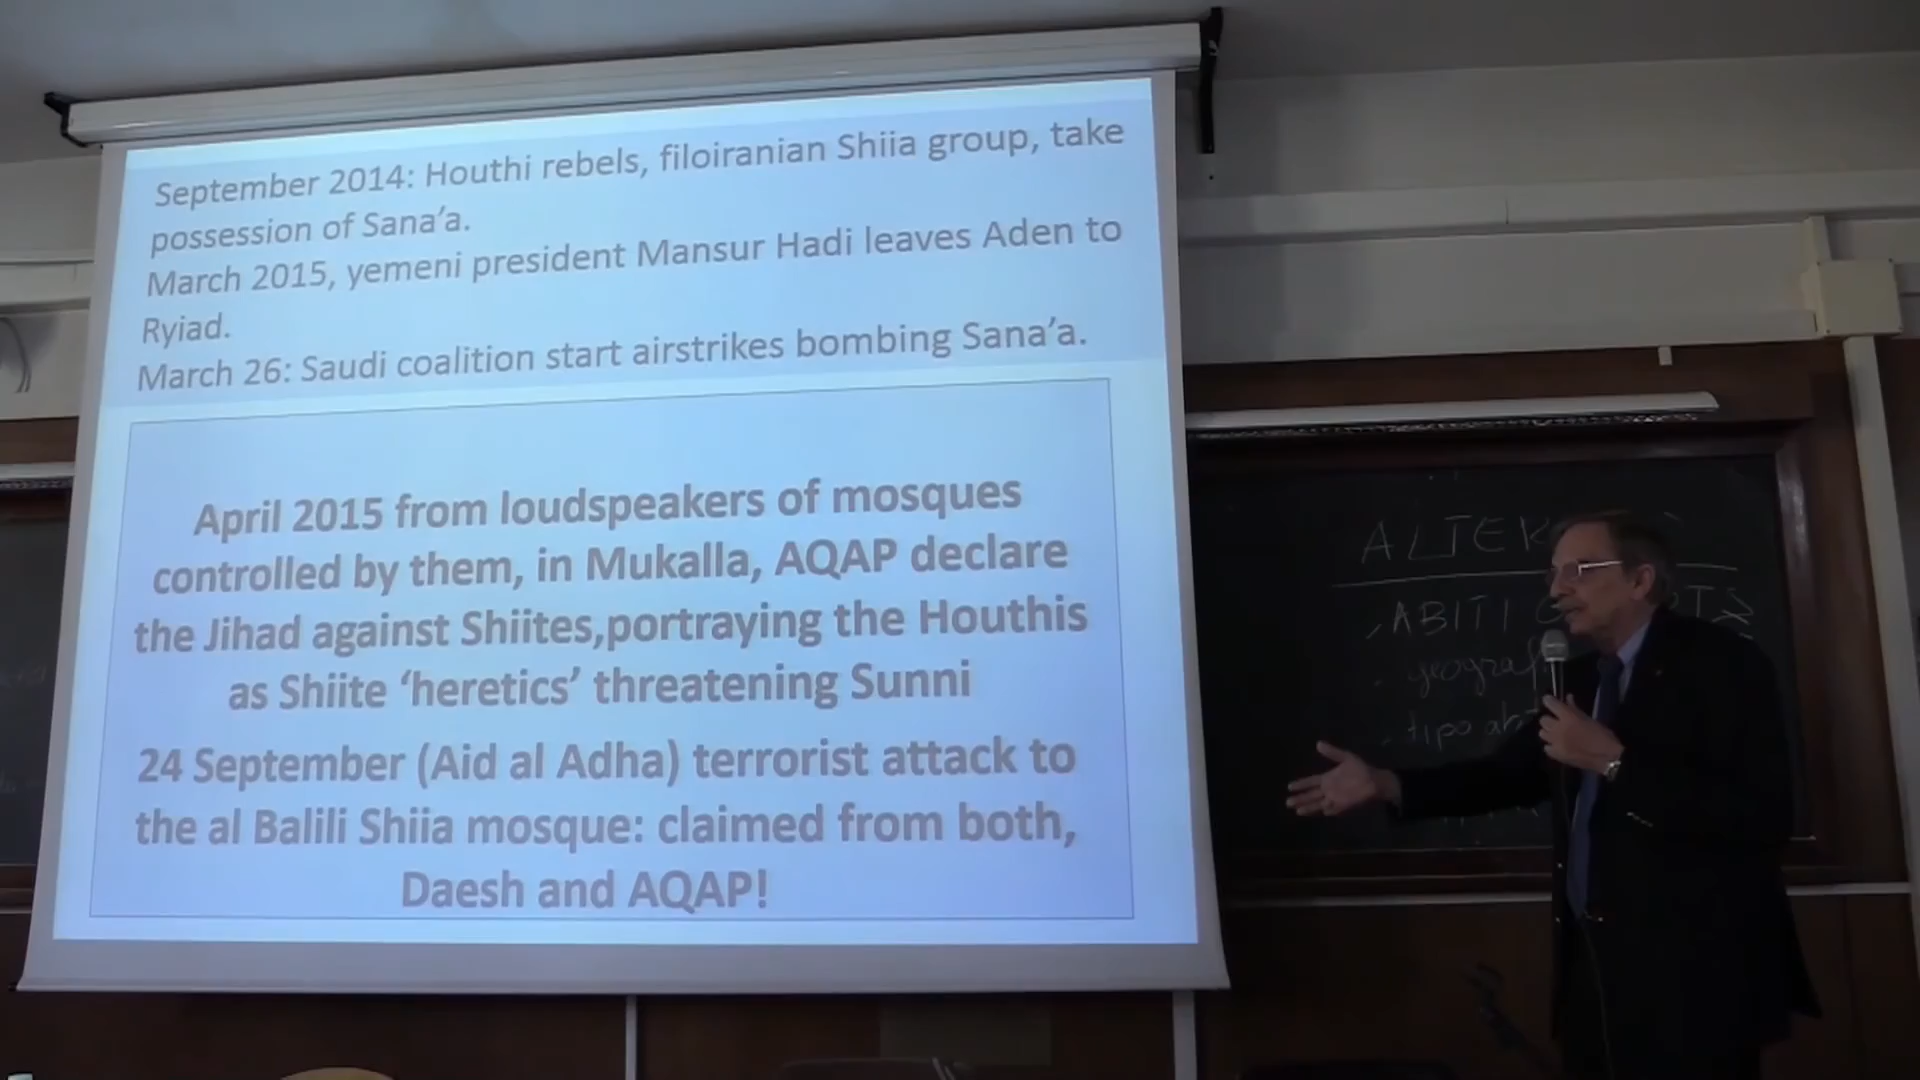 September 2014: Houthi rebels, filoiranian Shiia group, take
possession of Sana’a.
March 2015, yemeni president Mansur Hadi leaves Aden to
Ryiad.
March 26: Saudi coalition start airstrikes bombing Sana’a.
April 2015 from loudspeakers of mosques
controlled by them, in Mukalla, AQAP declare
the Jihad against Shiites,portraying the Houthis
as Shiite ‘heretics’ threatening Sunni
24 September (Aid al Adha) terrorist attack to
the al Balili Shiia mosque: claimed from both,
Daesh and AQAP!
ABITI
tipo